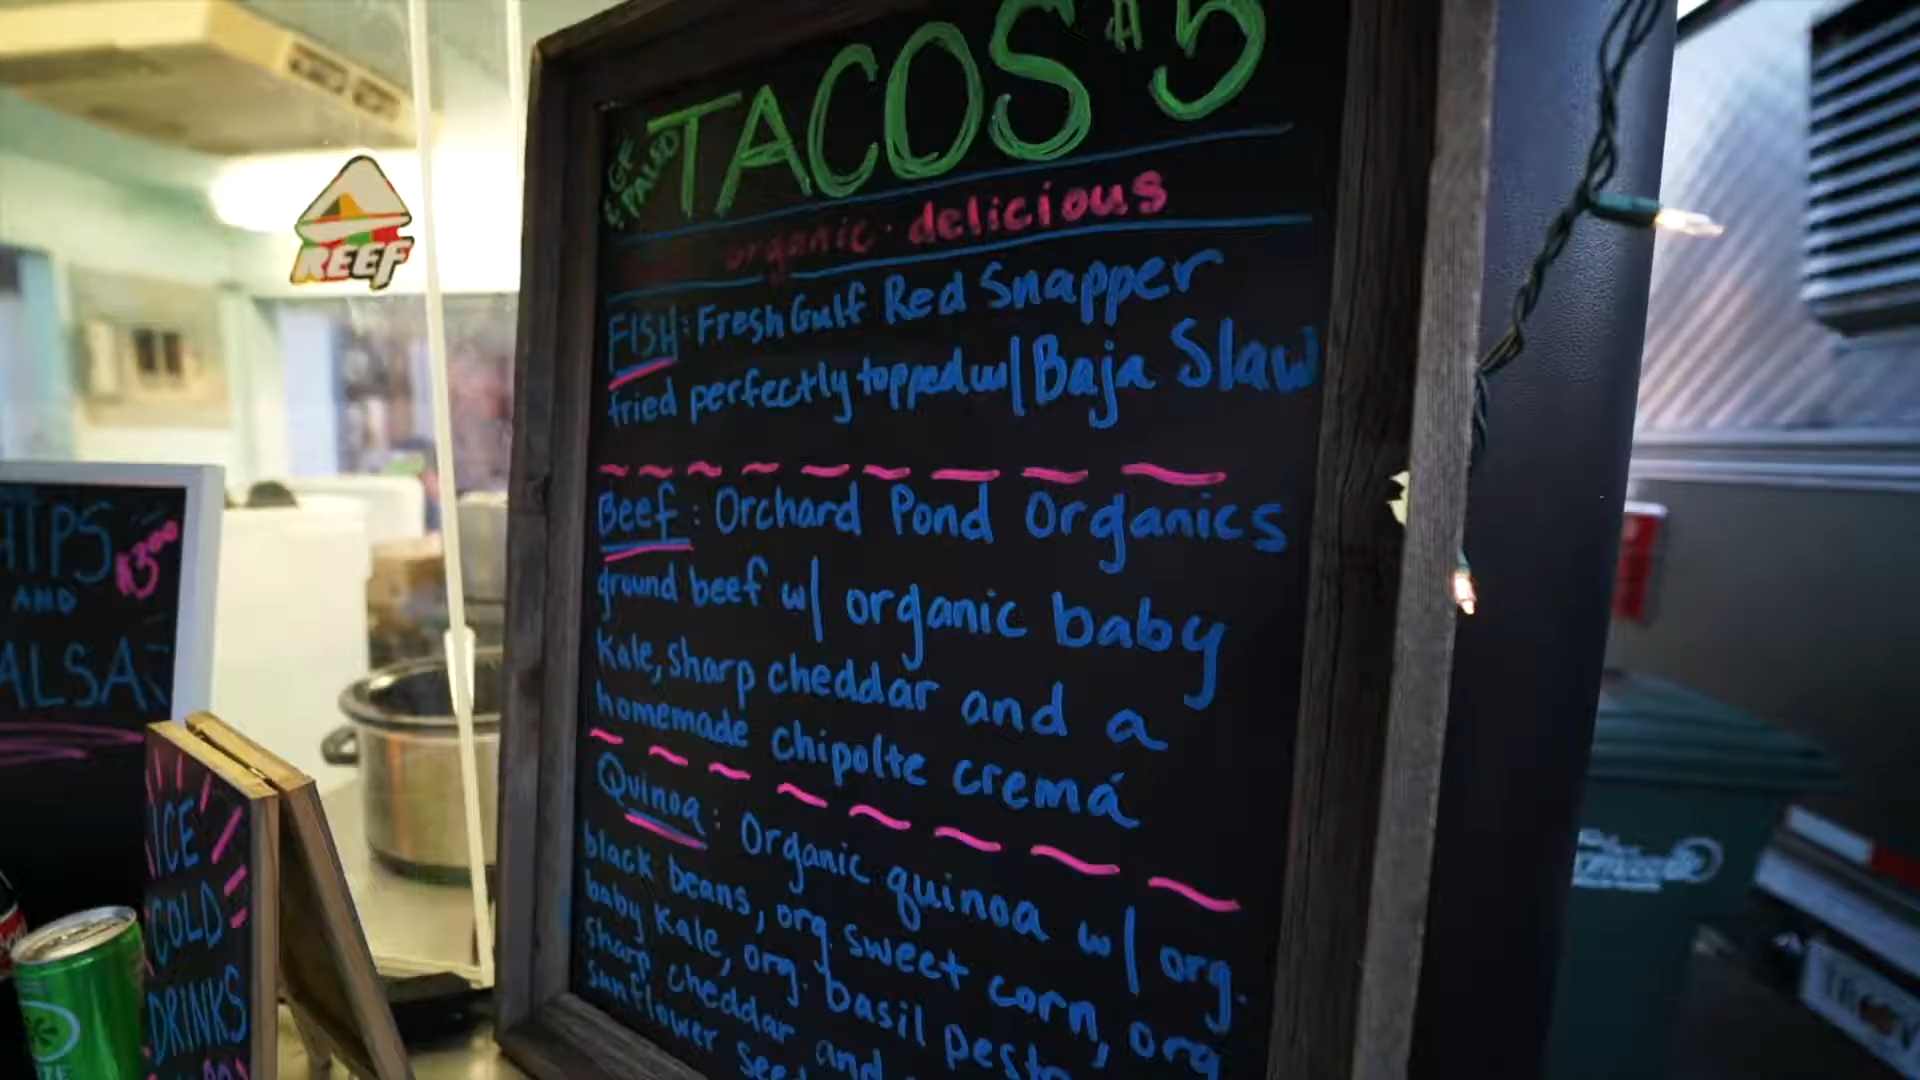 TACOS $5
GF
& PALEO
organic · delicious
FISH: Fresh Gulf Red Snapper
fried perfectly topped w/ Baja Slaw
Beef: Orchard Pond Organics
ground beef w/ organic baby
kale, sharp cheddar and a
homemade chipolte cremá
Quinoa: Organic quinoa w/ org.
black beans, org. sweet corn, org
baby kale, org. basil pesto
sharp cheddar and
sunflower seed
REEF
HIPS $3.00
AND
ALSA
ICE
COLD
DRINKS